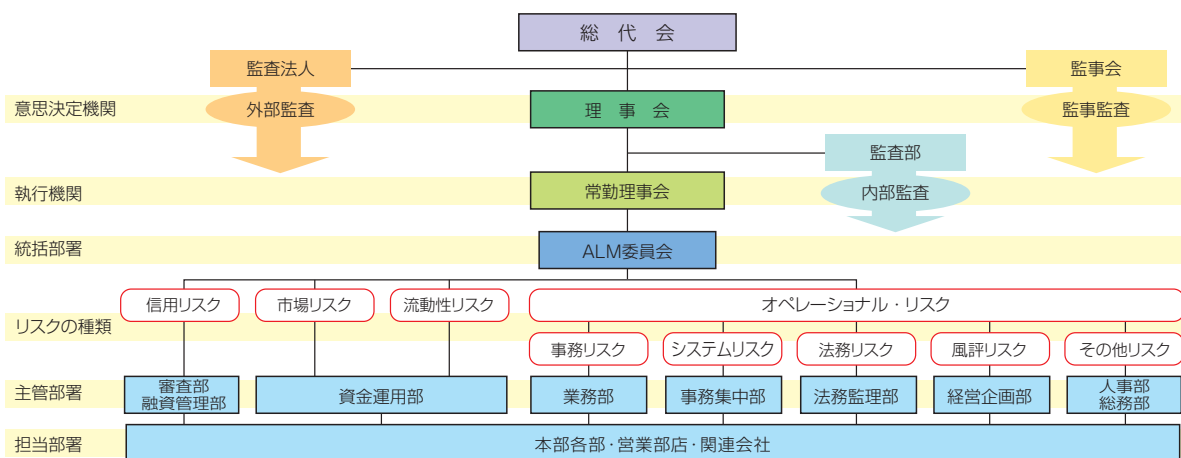 総代会
監査法人
監事会
意思決定機関
外部監査
理事会
監事監査
監査部
執行機関
常勤理事会
内部監査
統括部署
ALM委員会
リスクの種類
信用リスク
市場リスク
流動性リスク
オペレーショナル・リスク
事務リスク
システムリスク
法務リスク
風評リスク
その他リスク
主管部署
審査部
融資管理部
資金運用部
業務部
事務集中部
法務監理部
経営企画部
人事部
総務部
担当部署
本部各部・営業部店・関連会社